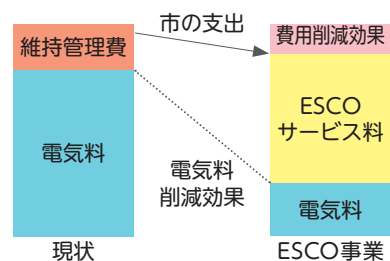 市の支出
維持管理費
費用削減効果
ESCO
サービス料
電気料
電気料
削減効果
電気料
現状
ESCO事業